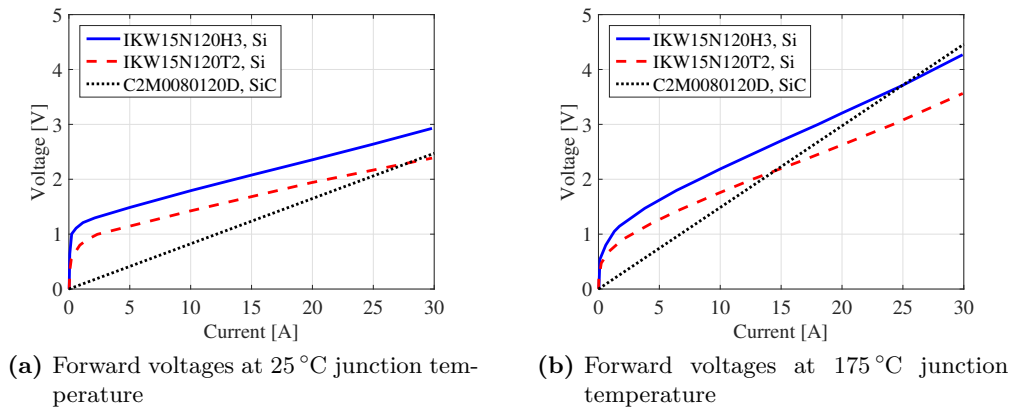 5
4
3
2
1
0
Voltage [V]
IKW15N120H3, Si
IKW15N120T2, Si
C2M0080120D, SiC
0 5 10 15 20 25 30
Current [A]
(a) Forward voltages at 25 °C junction tem-
perature
5
4
3
2
1
0
Voltage [V]
IKW15N120H3, Si
IKW15N120T2, Si
C2M0080120D, SiC
0 5 10 15 20 25 30
Current [A]
(b) Forward voltages at 175 °C junction
temperature